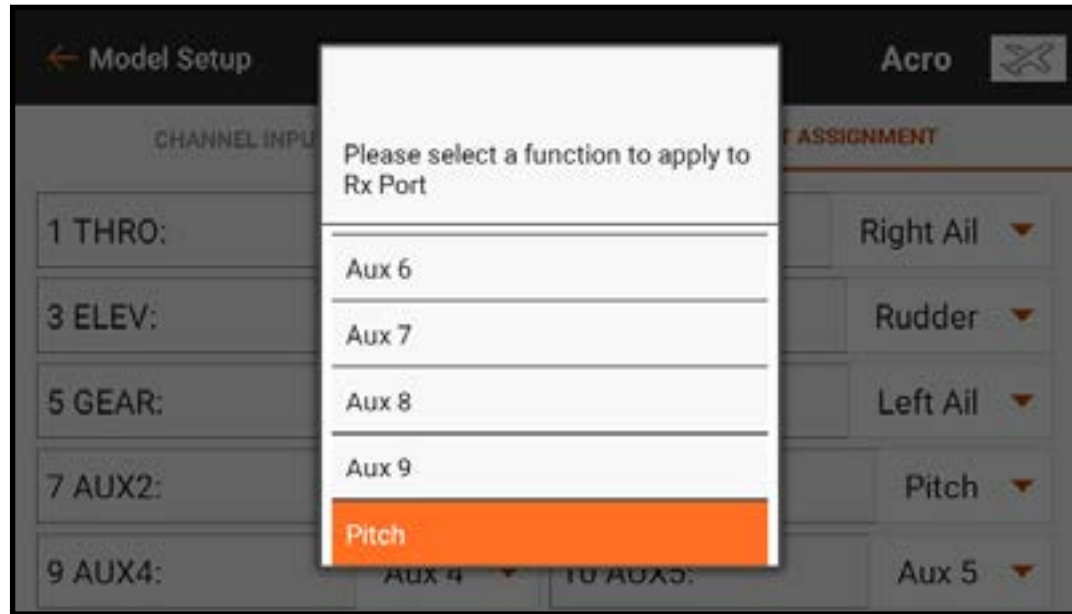 ← Model Setup
Acro
CHANNEL INPU
T ASSIGNMENT
Please select a function to apply to
Rx Port
Aux 6
Aux 7
Aux 8
Aux 9
Pitch
1 THRO:
Right Ail
3 ELEV:
Rudder
5 GEAR:
Left Ail
7 AUX2:
Pitch
9 AUX4:
Aux 4
10 AUX5:
Aux 5